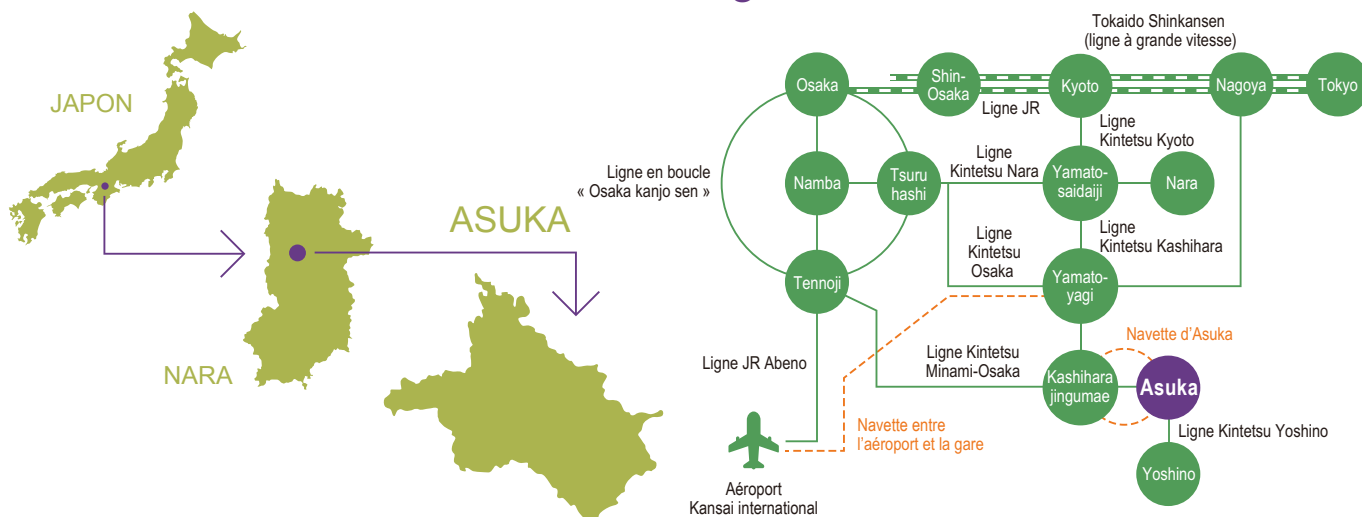 JAPON
NARA
ASUKA
Tokaido Shinkansen
(ligne à grande vitesse)
Osaka
Shin-
Osaka
Kyoto
Nagoya
Tokyo
Ligne JR
Ligne
Kintetsu Kyoto
Ligne en boucle
« Osaka kanjo sen »
Namba
Tsuru
hashi
Ligne
Kintetsu Nara
Yamato-
saidaiji
Nara
Ligne
Kintetsu
Osaka
Ligne
Kintetsu Kashihara
Tennoji
Yamato-
yagi
Navette d’Asuka
Ligne JR Abeno
Ligne Kintetsu
Minami-Osaka
Kashihara
jingumae
Asuka
Navette entre
l’aéroport et la gare
Ligne Kintetsu Yoshino
Yoshino
Aéroport
Kansai international